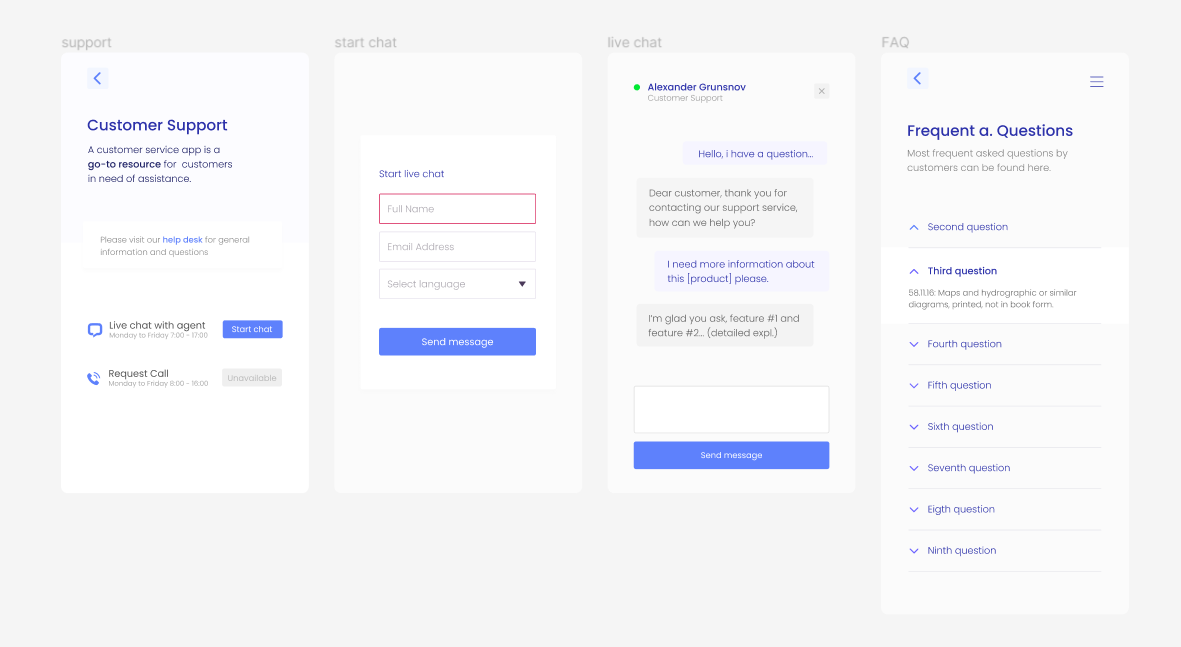 support
Customer Support
A customer service app is a
go-to resource for customers
in need of assistance.
Please visit our help desk for general
information and questions
Live chat with agent
Monday to Friday 7:00 - 17:00
Start chat
Request Call
Monday to Friday 8:00 - 16:00
Unavailable
start chat
Start live chat
Full Name
Email Address
Select language
Send message
live chat
Alexander Grunsnov
Customer Support
Hello, i have a question...
Dear customer, thank you for
contacting our support service,
how can we help you?
I need more information about
this [product] please.
I'm glad you ask, feature #1 and
feature #2... (detailed expl.)
Send message
FAQ
Frequent a. Questions
Most frequent asked questions by
customers can be found here.
Second question
Third question
58.11.16: Maps and hydrographic or similar
diagrams, printed, not in book form.
Fourth question
Fifth question
Sixth question
Seventh question
Eigth question
Ninth question